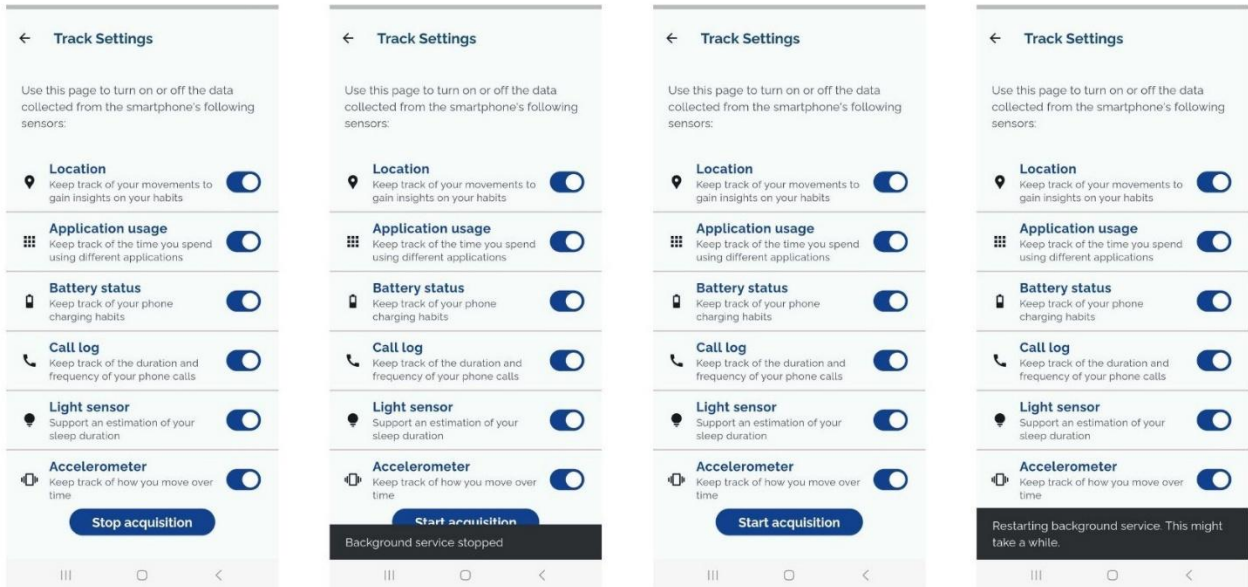 Track Settings
Use this page to turn on or off the data
collected from the smartphone's following
sensors:
Location
Keep track of your movements to
gain insights on your habits
Application usage
Keep track of the time you spend
using different applications
Battery status
Keep track of your phone
charging habits
Call log
Keep track of the duration and
frequency of your phone calls
Light sensor
Support an estimation of your
sleep duration
Accelerometer
Keep track of how you move over
time
Stop acquisition
Track Settings
Use this page to turn on or off the data
collected from the smartphone's following
sensors:
Location
Keep track of your movements to
gain insights on your habits
Application usage
Keep track of the time you spend
using different applications
Battery status
Keep track of your phone
charging habits
Call log
Keep track of the duration and
frequency of your phone calls
Light sensor
Support an estimation of your
sleep duration
Accelerometer
Keep track of how you move over
time
Start acquisition
Background service stopped
Track Settings
Use this page to turn on or off the data
collected from the smartphone's following
sensors:
Location
Keep track of your movements to
gain insights on your habits
Application usage
Keep track of the time you spend
using different applications
Battery status
Keep track of your phone
charging habits
Call log
Keep track of the duration and
frequency of your phone calls
Light sensor
Support an estimation of your
sleep duration
Accelerometer
Keep track of how you move over
time
Start acquisition
Track Settings
Use this page to turn on or off the data
collected from the smartphone's following
sensors:
Location
Keep track of your movements to
gain insights on your habits
Application usage
Keep track of the time you spend
using different applications
Battery status
Keep track of your phone
charging habits
Call log
Keep track of the duration and
frequency of your phone calls
Light sensor
Support an estimation of your
sleep duration
Accelerometer
Keep track of how you move over
time
Restarting background service. This might
take a while.